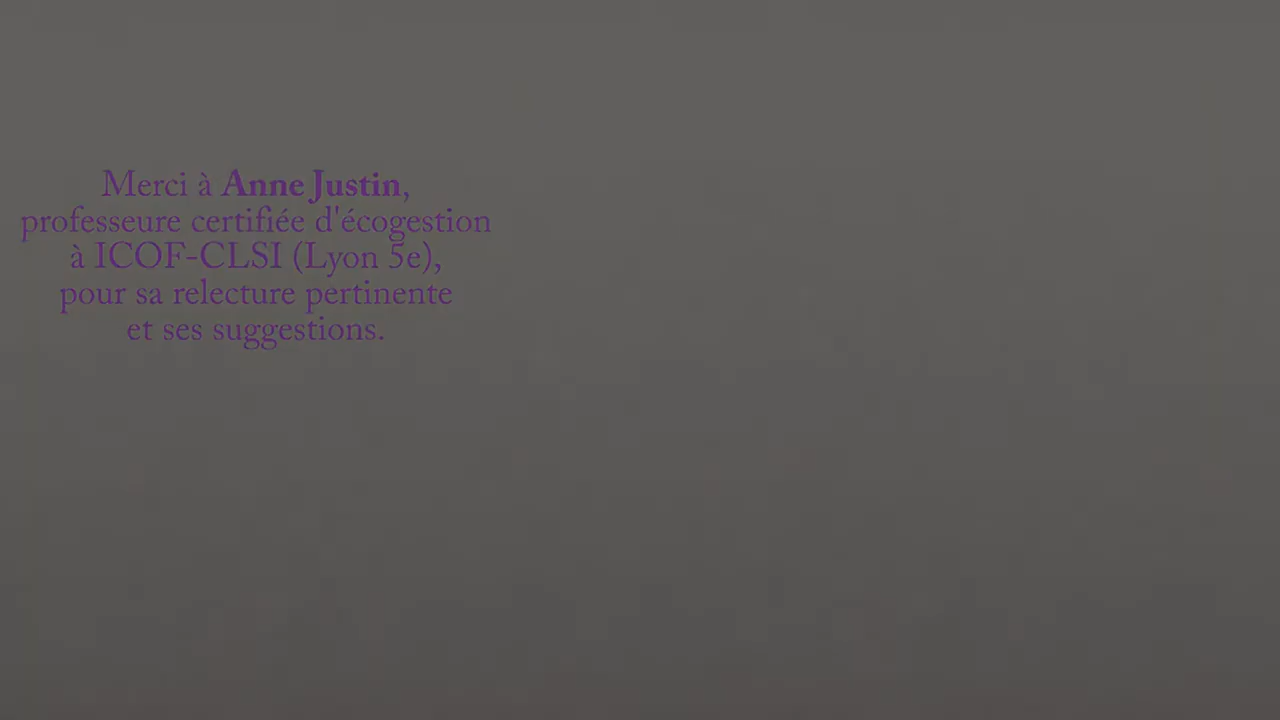 Merci à Anne Justin,
professeure certifiée d'écogestion
à ICOF-CLSI (Lyon 5e),
pour sa relecture pertinente
et ses suggestions.